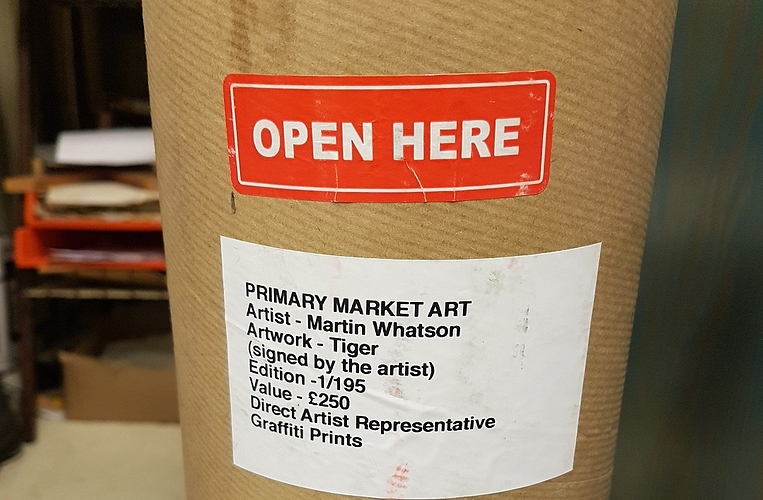 OPEN HERE
PRIMARY MARKET ART
Artist - Martin Whatson
Artwork - Tiger
(signed by the artist)
Edition -1/195
Value - £250
Direct Artist Representative
Graffiti Prints